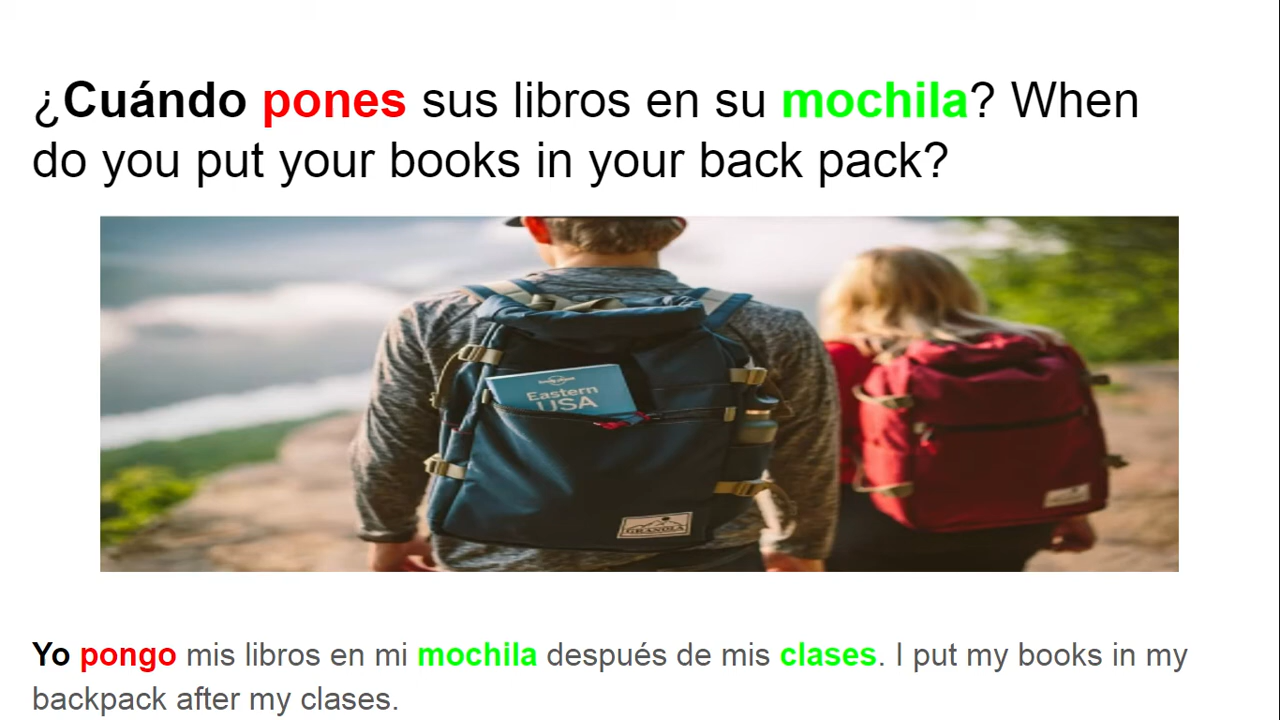 ¿Cuándo pones sus libros en su mochila? When
do you put your books in your back pack?
Eastern
USA
GRANOLA
Yo pongo mis libros en mi mochila después de mis clases. I put my books in my
backpack after my clases.